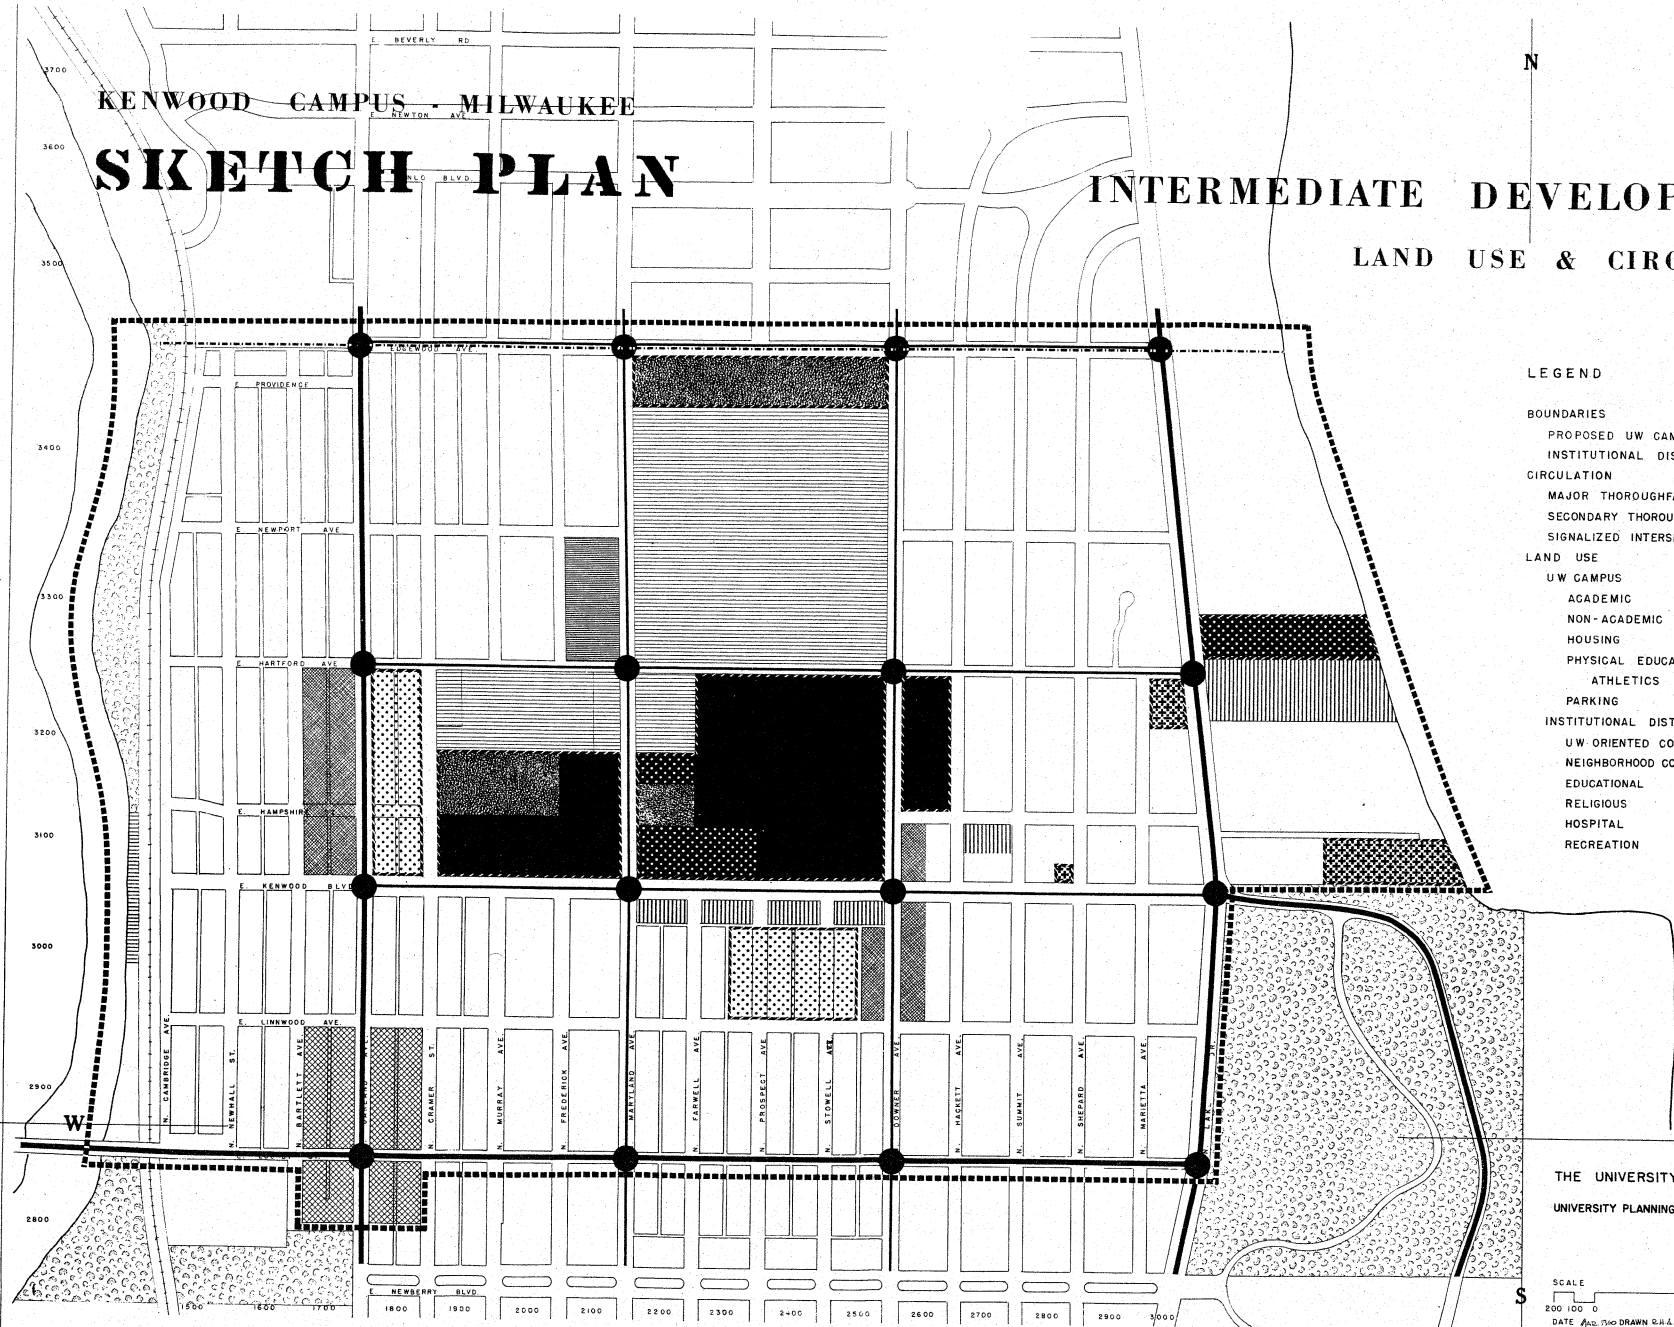 E. BEVERLY RD
3700
N
KENWOOD CAMPUS - MILWAUKEE
E. NEWTON AVE.
3600
SKETCH PLAN
NLO BLVD.
INTERMEDIATE DEVELOP
LAND USE & CIRC
3500
EDGEWOOD AVE.
E. PROVIDENCE
LEGEND
BOUNDARIES
PROPOSED UW CAM
INSTITUTIONAL DIS
CIRCULATION
MAJOR THOROUGHFA
SECONDARY THOROU
SIGNALIZED INTERS
LAND USE
UW CAMPUS
ACADEMIC
NON-ACADEMIC
HOUSING
PHYSICAL EDUCA
ATHLETICS
PARKING
INSTITUTIONAL DIST
UW-ORIENTED CO
NEIGHBORHOOD CO
EDUCATIONAL
RELIGIOUS
HOSPITAL
RECREATION
3400
E. NEWPORT AVE
3300
E. HARTFORD AVE
3200
E. HAMPSHIRE
3100
E. KENWOOD BLVD
3000
E. LINNWOOD AVE.
N. CAMBRIDGE AVE.
N. NEWHALL ST.
N. BARTLETT AVE.
N. CRAMER ST.
N. MURRAY AVE.
N. FREDERICK AVE.
N. MARYLAND AVE.
N. FARWELL AVE.
N. PROSPECT AVE.
N. STOWELL AVE.
N. DOWNER AVE.
N. HACKETT AVE.
N. SUMMIT AVE.
N. SHEPARD AVE.
N. MARIETTA AVE.
N. LAKE DR.
2900
W
THE UNIVERSITY
UNIVERSITY PLANNING
2800
E. NEWBERRY BLVD.
S
SCALE
200 100 0
1500 1600 1700 1800 1900 2000 2100 2200 2300 2400 2500 2600 2700 2800 2900 3000
DATE DRAWN